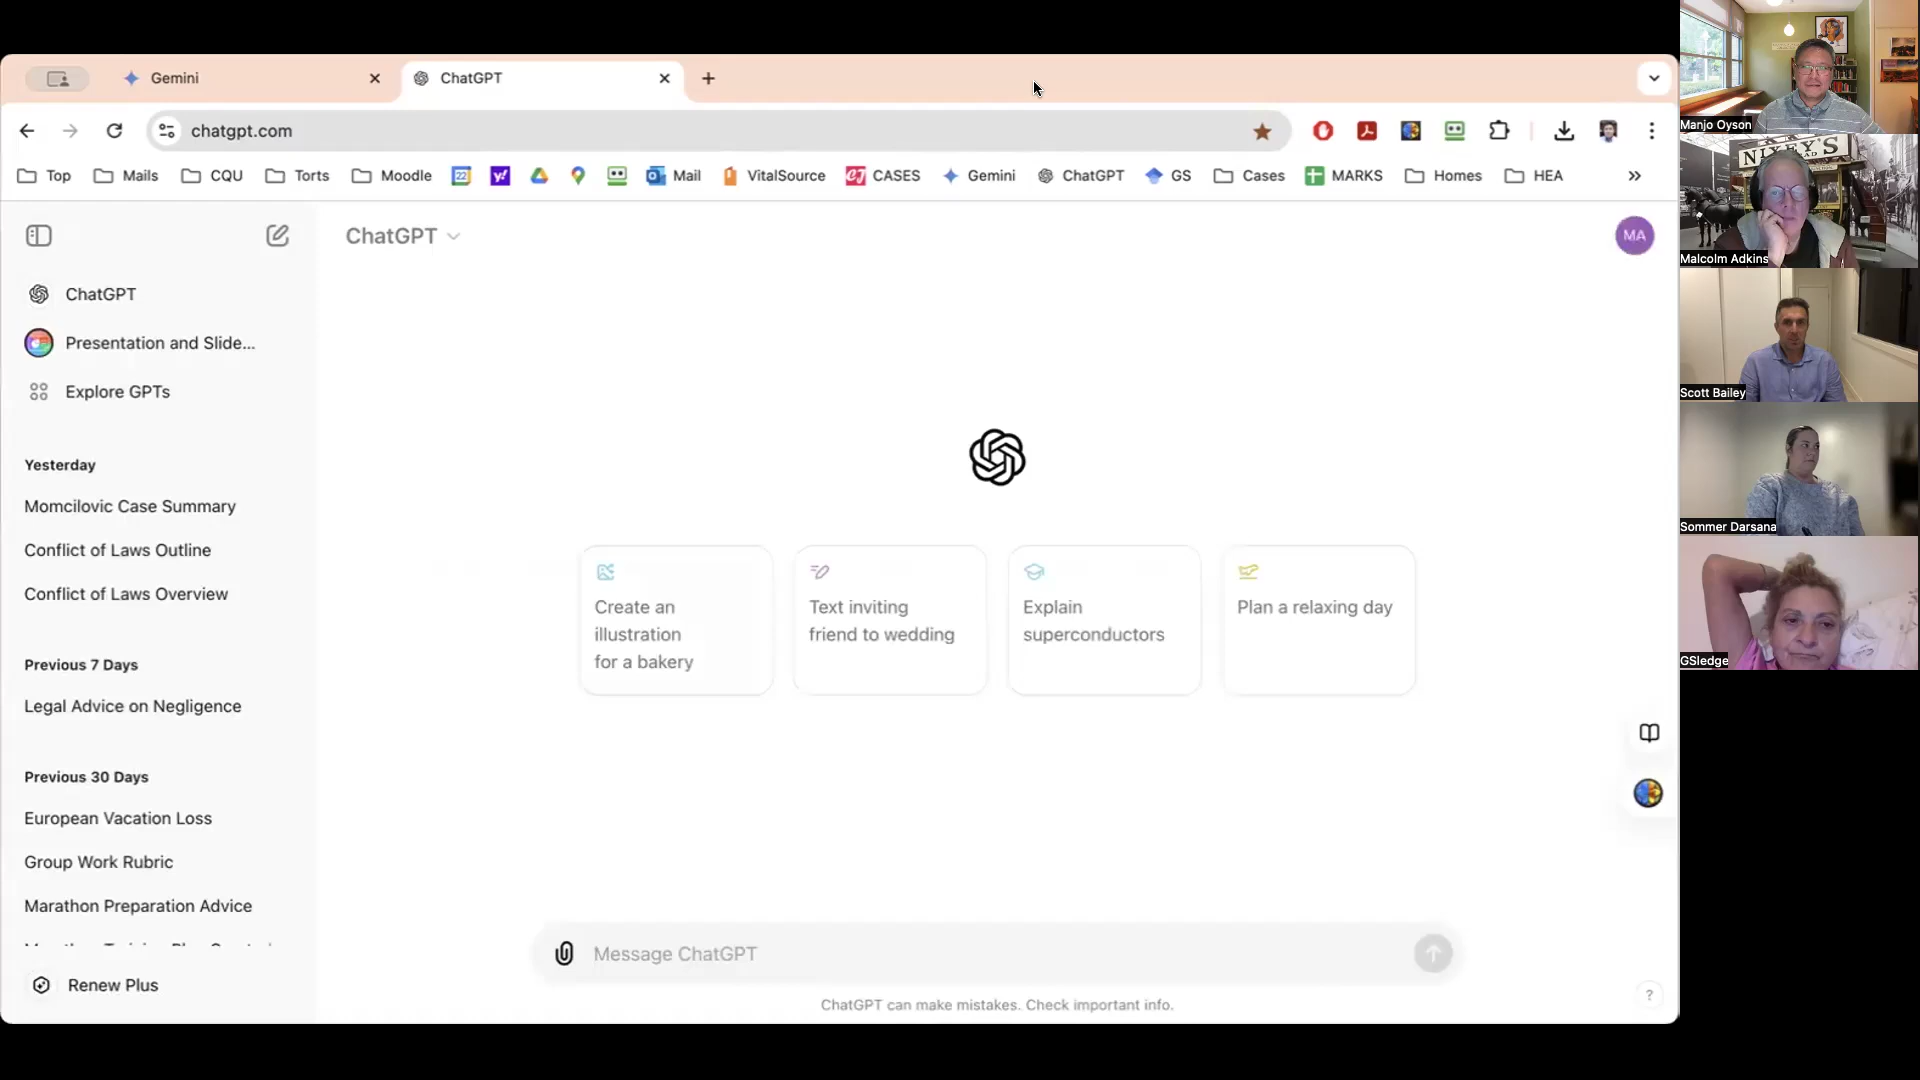 Gemini
ChatGPT
chatgpt.com
Top
Mails
CQU
Torts
Moodle
22
Mail
VitalSource
CJ CASES
Gemini
ChatGPT
GS
Cases
MARKS
Homes
HEA
ChatGPT
MA
ChatGPT
Presentation and Slide...
Explore GPTs
Yesterday
Momcilovic Case Summary
Conflict of Laws Outline
Conflict of Laws Overview
Previous 7 Days
Legal Advice on Negligence
Previous 30 Days
European Vacation Loss
Group Work Rubric
Marathon Preparation Advice
Renew Plus
Create an
illustration
for a bakery
Text inviting
friend to wedding
Explain
superconductors
Plan a relaxing day
Message ChatGPT
ChatGPT can make mistakes. Check important info.
?
Manjo Oyson
NIXEY'S
Malcolm Adkins
Scott Bailey
Sommer Darsana
GSledge